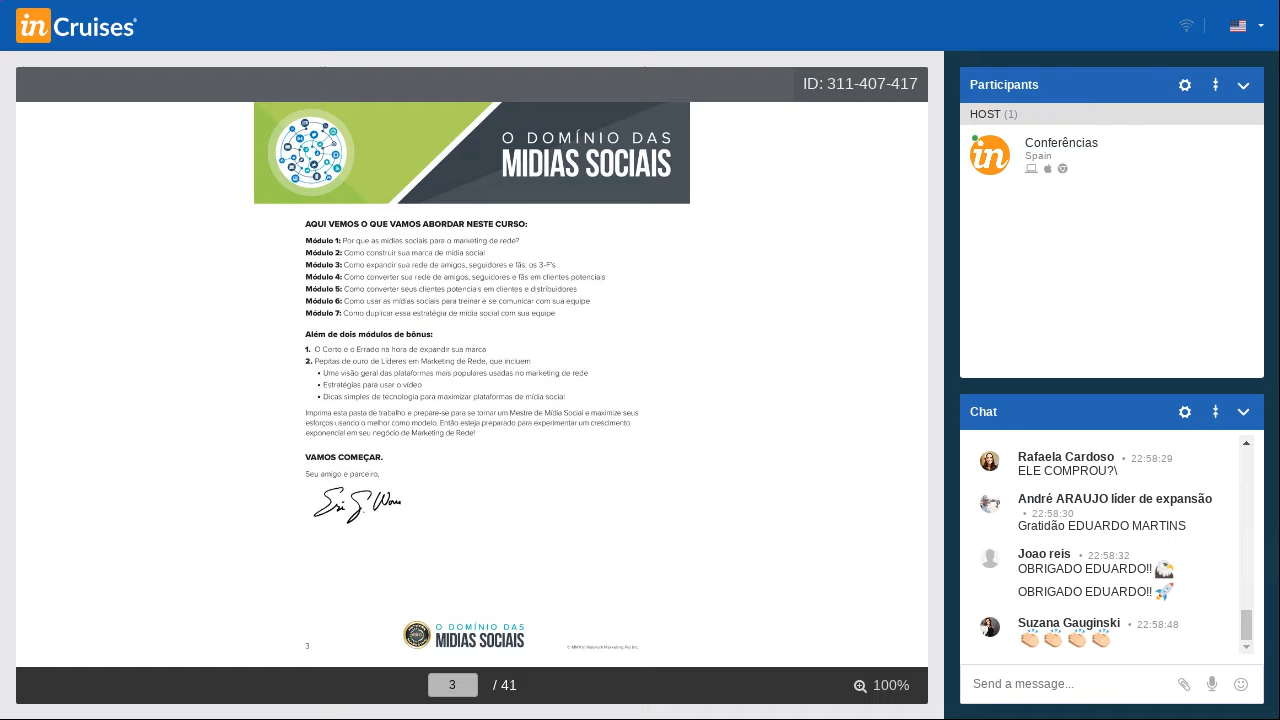 in Cruises
ID: 311-407-417
O DOMÍNIO DAS
MIDIAS SOCIAIS
AQUI VEMOS O QUE VAMOS ABORDAR NESTE CURSO:
Módulo 1: Por que as mídias sociais para o marketing de rede?
Módulo 2: Como construir sua marca de mídia social
Módulo 3: Como expandir sua rede de amigos, seguidores e fãs: os 3-F's
Módulo 4: Como converter sua rede de amigos, seguidores e fãs em clientes potenciais
Módulo 5: Como converter seus clientes potenciais em clientes e distribuidores
Módulo 6: Como usar as mídias sociais para treinar e se comunicar com sua equipe
Módulo 7: Como duplicar essa estratégia de mídia social com sua equipe
Além de dois módulos de bônus:
1. O Certo e o Errado na hora de expandir sua marca
2. Pepitas de ouro de Líderes em Marketing de Rede, que incluem
• Uma visão geral das plataformas mais populares usadas no marketing de rede
• Estratégias para usar o vídeo
• Dicas simples de tecnologia para maximizar plataformas de mídia social
Imprima esta pasta de trabalho e prepare-se para se tornar um Mestre de Mídia Social e maximize seus
esforços usando o melhor como modelo. Então esteja preparado para experimentar um crescimento
exponencial em seu negócio de Marketing de Rede!
VAMOS COMEÇAR.
Seu amigo e parceiro,
3
O DOMÍNIO DAS
MIDIAS SOCIAIS
3 / 41
100%
Participants
HOST (1)
in
Conferências
Spain
Chat
Rafaela Cardoso • 22:58:29
ELE COMPROU?\
André ARAUJO líder de expansão
• 22:58:30
Gratidão EDUARDO MARTINS
Joao reis • 22:58:32
OBRIGADO EDUARDO!!
OBRIGADO EDUARDO!!
Suzana Gauginski • 22:58:48
Send a message...